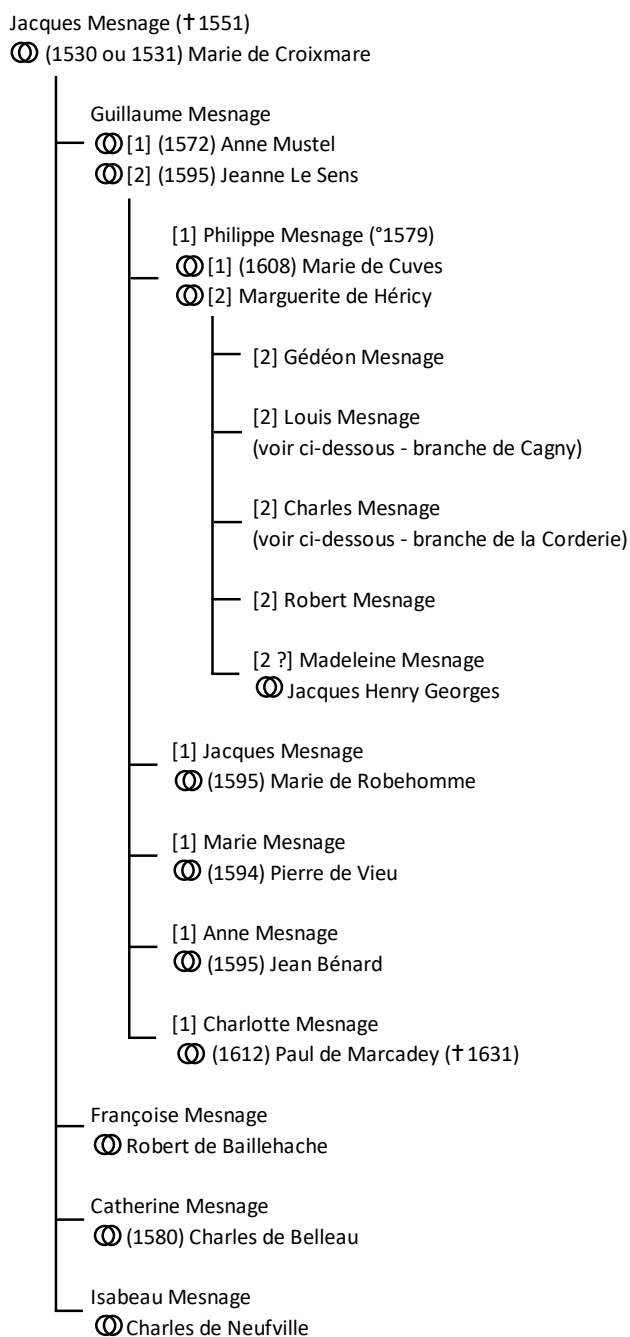 Jacques Mesnage (†1551)
⚭ (1530 ou 1531) Marie de Croixmare
Guillaume Mesnage
⚭ [1] (1572) Anne Mustel
⚭ [2] (1595) Jeanne Le Sens
[1] Philippe Mesnage (°1579)
⚭ [1] (1608) Marie de Cuves
⚭ [2] Marguerite de Héricy
[2] Gédéon Mesnage
[2] Louis Mesnage
(voir ci-dessous - branche de Cagny)
[2] Charles Mesnage
(voir ci-dessous - branche de la Corderie)
[2] Robert Mesnage
[2 ?] Madeleine Mesnage
⚭ Jacques Henry Georges
[1] Jacques Mesnage
⚭ (1595) Marie de Robehomme
[1] Marie Mesnage
⚭ (1594) Pierre de Vieu
[1] Anne Mesnage
⚭ (1595) Jean Bénard
[1] Charlotte Mesnage
⚭ (1612) Paul de Marcadey (†1631)
Françoise Mesnage
⚭ Robert de Baillehache
Catherine Mesnage
⚭ (1580) Charles de Belleau
Isabeau Mesnage
⚭ Charles de Neufville